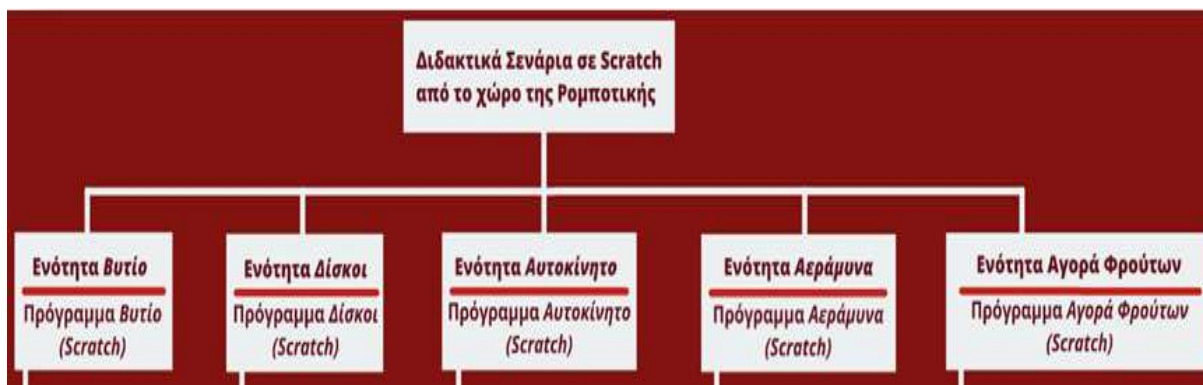 Διδακτικά Σενάρια σε Scratch
από το χώρο της Ρομποτικής
Ενότητα Βυτίο
Πρόγραμμα Βυτίο
(Scratch)
Ενότητα Δίσκοι
Πρόγραμμα Δίσκοι
(Scratch)
Ενότητα Αυτοκίνητο
Πρόγραμμα Αυτοκίνητο
(Scratch)
Ενότητα Αεράμυνα
Πρόγραμμα Αεράμυνα
(Scratch)
Ενότητα Αγορά Φρούτων
Πρόγραμμα Αγορά Φρούτων
(Scratch)